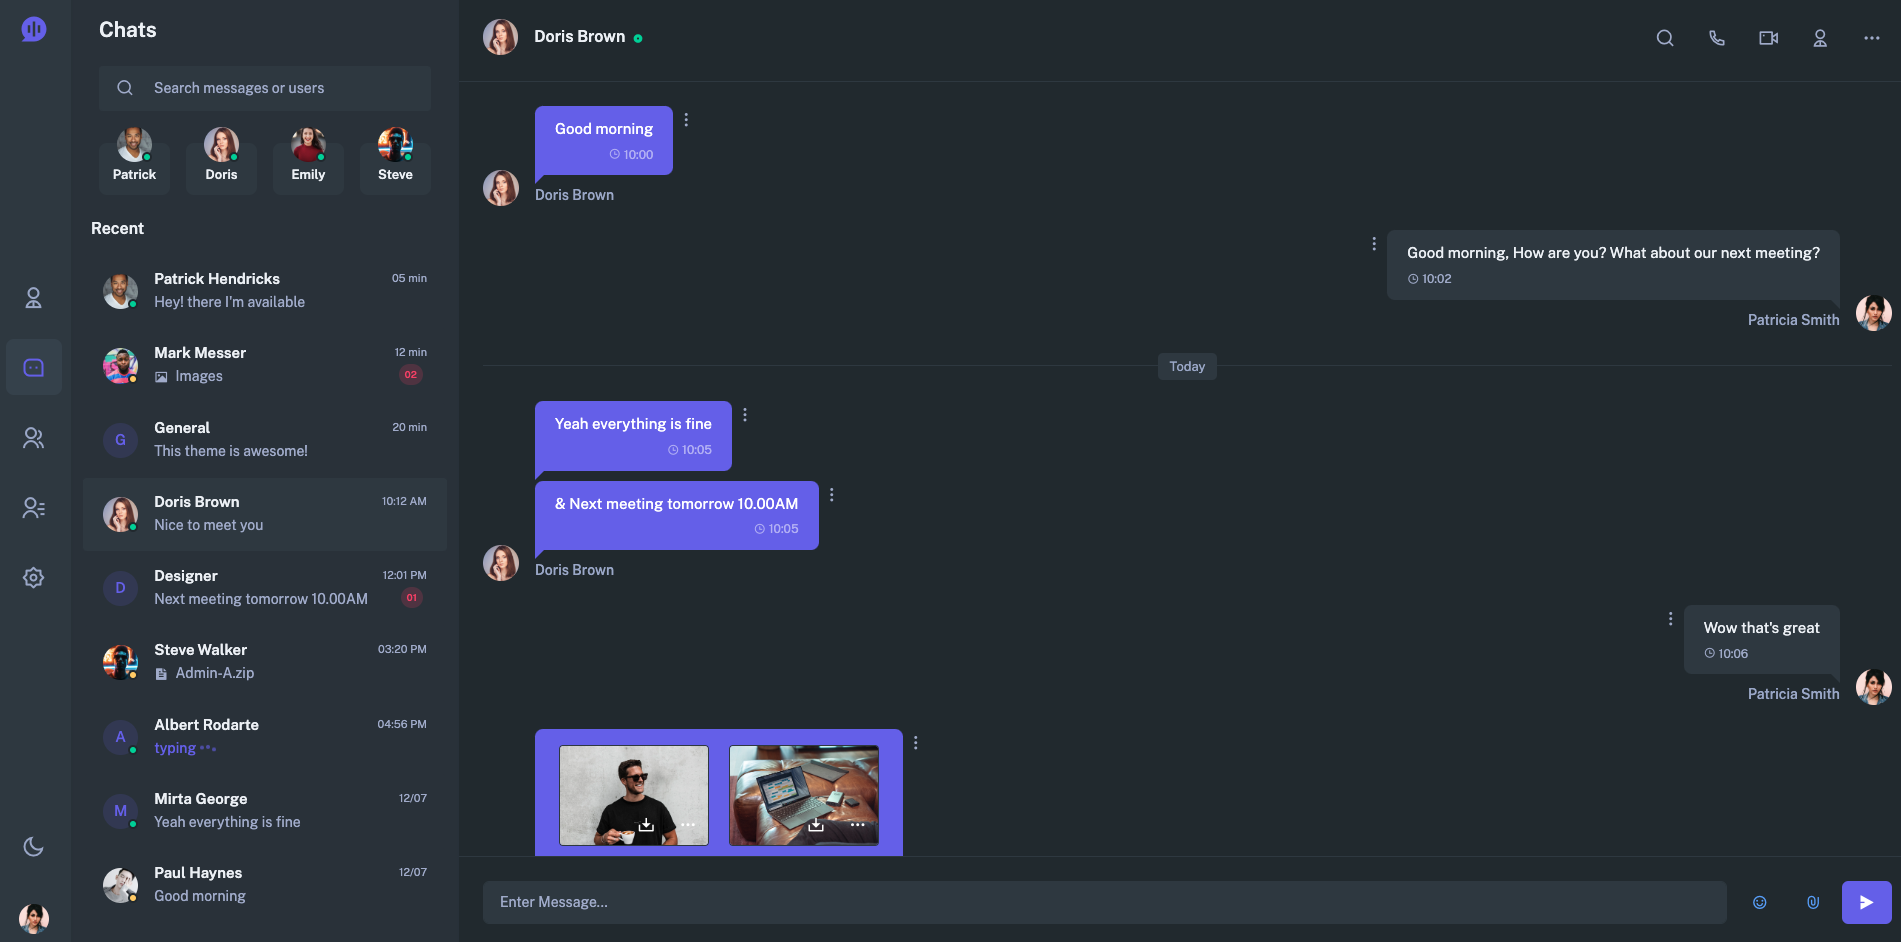 Chats
Search messages or users
Patrick
Doris
Emily
Steve
Recent
Patrick Hendricks
05 min
Hey! there I'm available
Mark Messer
12 min
Images
02
G
General
20 min
This theme is awesome!
Doris Brown
10:12 AM
Nice to meet you
D
Designer
12:01 PM
Next meeting tomorrow 10.00AM
01
Steve Walker
03:20 PM
Admin-A.zip
A
Albert Rodarte
04:56 PM
typing
M
Mirta George
12/07
Yeah everything is fine
Paul Haynes
12/07
Good morning
Doris Brown
Good morning
10:00
Doris Brown
Good morning, How are you? What about our next meeting?
10:02
Patricia Smith
Today
Yeah everything is fine
10:05
& Next meeting tomorrow 10.00AM
10:05
Doris Brown
Wow that's great
10:06
Patricia Smith
Enter Message...